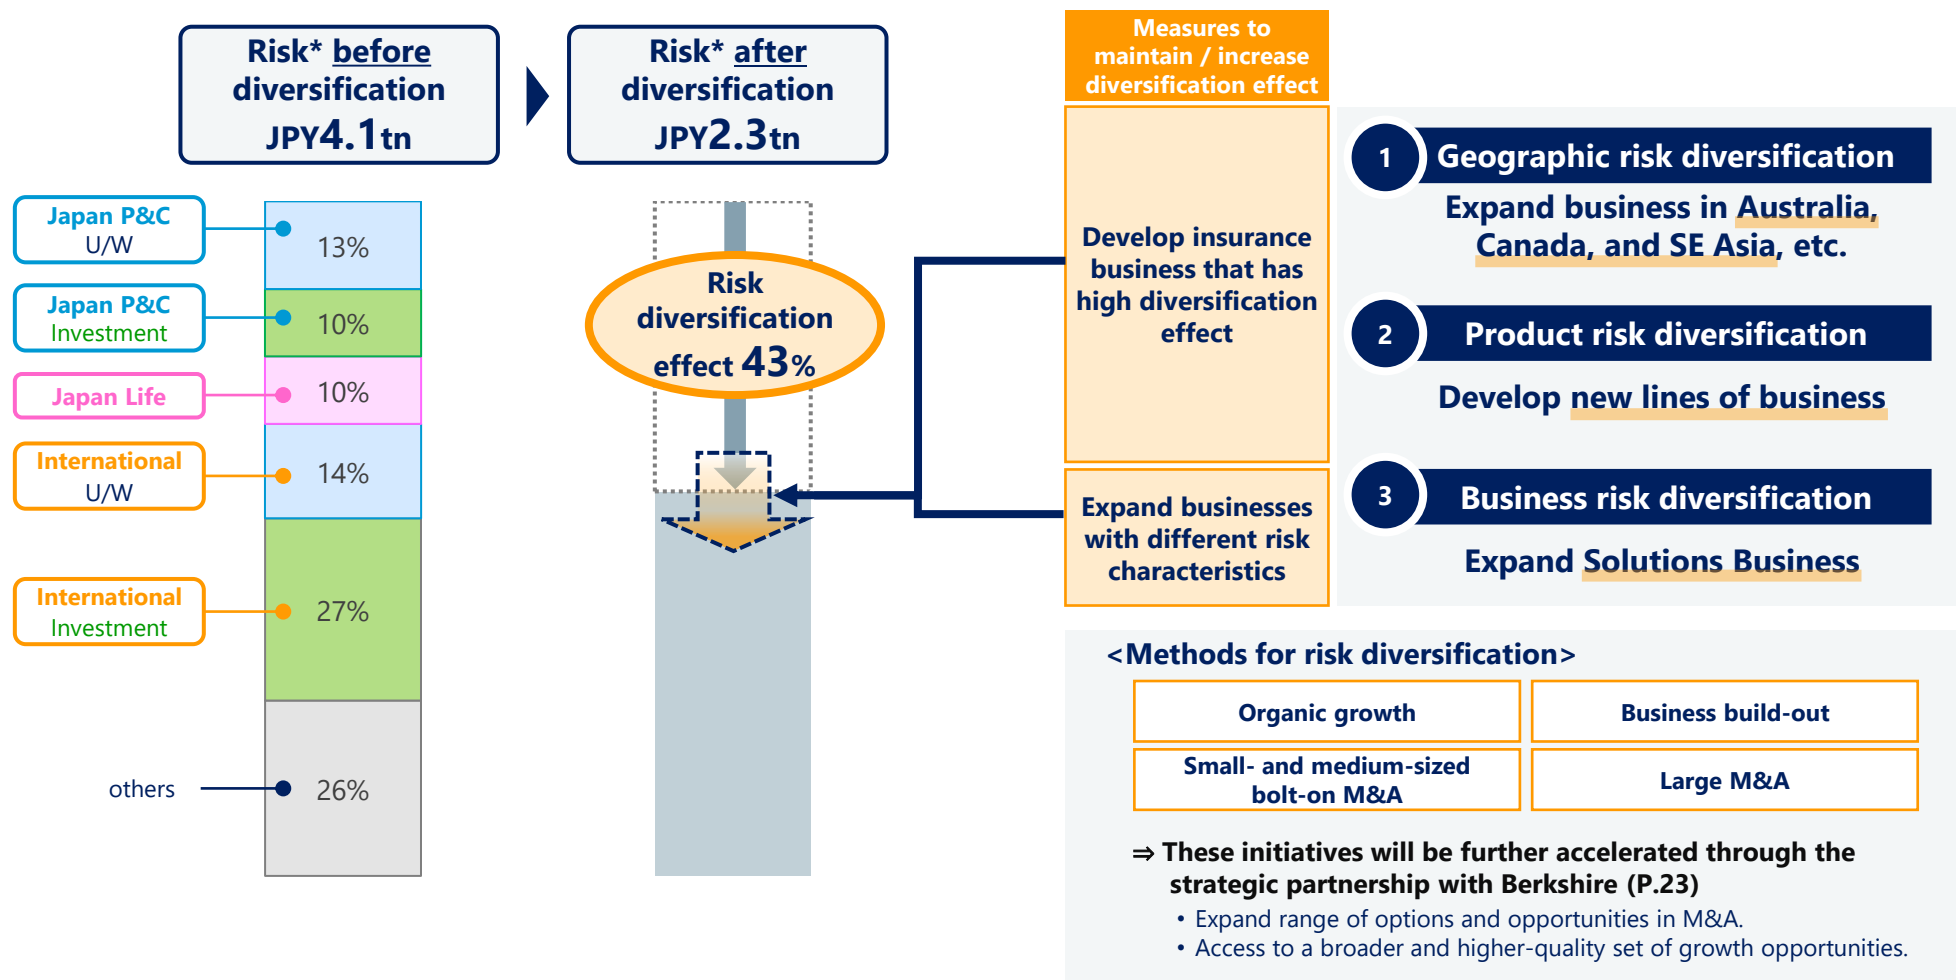 Risk* before
diversification
JPY4.1tn
Risk* after
diversification
JPY2.3tn
Japan P&C
U/W
Japan P&C
Investment
Japan Life
International
U/W
International
Investment
others
13%
10%
10%
14%
27%
26%
Risk
diversification
effect 43%
Measures to
maintain / increase
diversification effect
Develop insurance
business that has
high diversification
effect
Expand businesses
with different risk
characteristics
1 Geographic risk diversification
Expand business in Australia,
Canada, and SE Asia, etc.
2 Product risk diversification
Develop new lines of business
3 Business risk diversification
Expand Solutions Business
<Methods for risk diversification>
Organic growth
Business build-out
Small- and medium-sized
bolt-on M&A
Large M&A
⇒ These initiatives will be further accelerated through the
strategic partnership with Berkshire (P.23)
• Expand range of options and opportunities in M&A.
• Access to a broader and higher-quality set of growth opportunities.